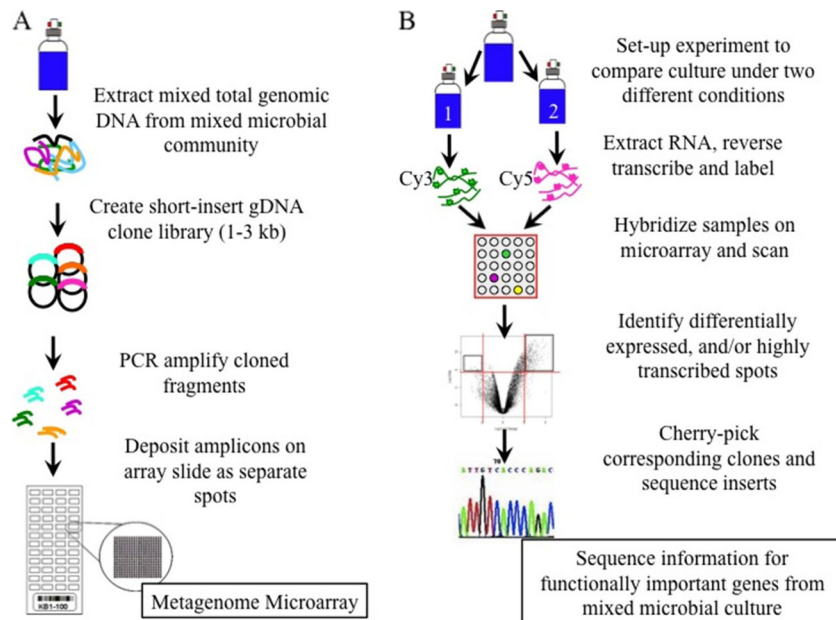 A
Extract mixed total genomic
DNA from mixed microbial
community
Create short-insert gDNA
clone library (1-3 kb)
PCR amplify cloned
fragments
Deposit amplicons on
array slide as separate
spots
KB1-100
Metagenome Microarray
B
Set-up experiment to
compare culture under two
different conditions
1
2
Extract RNA, reverse
transcribe and label
Cy3
Cy5
Hybridize samples on
microarray and scan
Identify differentially
expressed, and/or highly
transcribed spots
Cherry-pick
corresponding clones and
sequence inserts
70
ATTGTCACCCAGAC
Sequence information for
functionally important genes from
mixed microbial culture